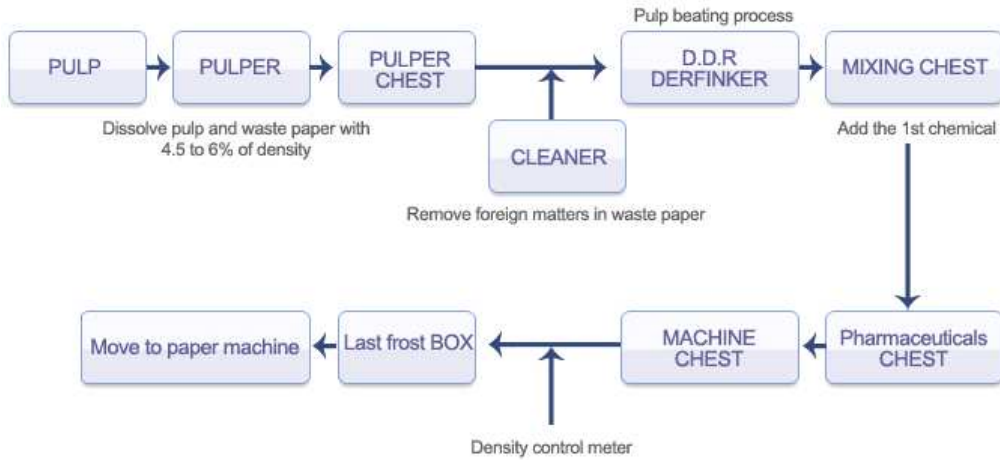 Pulp beating process
PULP
PULPER
PULPER
CHEST
D.D.R
DERFINKER
MIXING CHEST
Dissolve pulp and waste paper with
4.5 to 6% of density
CLEANER
Add the 1st chemical
Remove foreign matters in waste paper
Move to paper machine
Last frost BOX
MACHINE
CHEST
Pharmaceuticals
CHEST
Density control meter